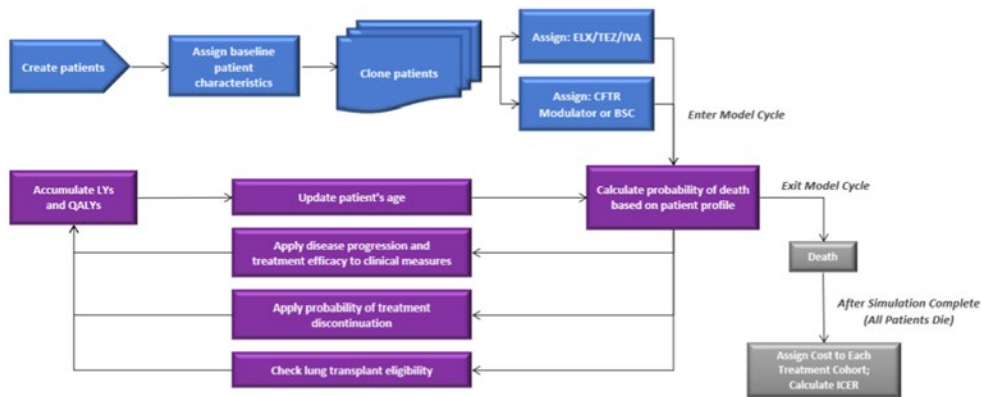 Create patients
Assign baseline
patient
characteristics
Clone patients
Assign: ELX/TEZ/IVA
Assign: CFTR
Modulator or BSC
Enter Model Cycle
Accumulate LYs
and QALYs
Update patient's age
Calculate probability of death
based on patient profile
Exit Model Cycle
Apply disease progression and
treatment efficacy to clinical measures
Death
Apply probability of treatment
discontinuation
After Simulation Complete
(All Patients Die)
Check lung transplant eligibility
Assign Cost to Each
Treatment Cohort;
Calculate ICER